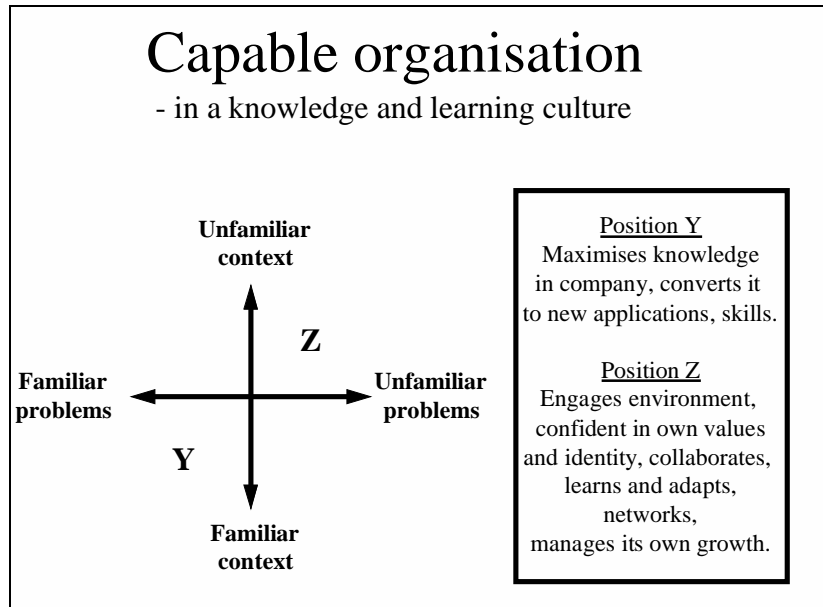 Capable organisation
- in a knowledge and learning culture
Unfamiliar
context
Z
Familiar
problems
Unfamiliar
problems
Y
Familiar
context
Position Y
Maximises knowledge
in company, converts it
to new applications, skills.
Position Z
Engages environment,
confident in own values
and identity, collaborates,
learns and adapts,
networks,
manages its own growth.